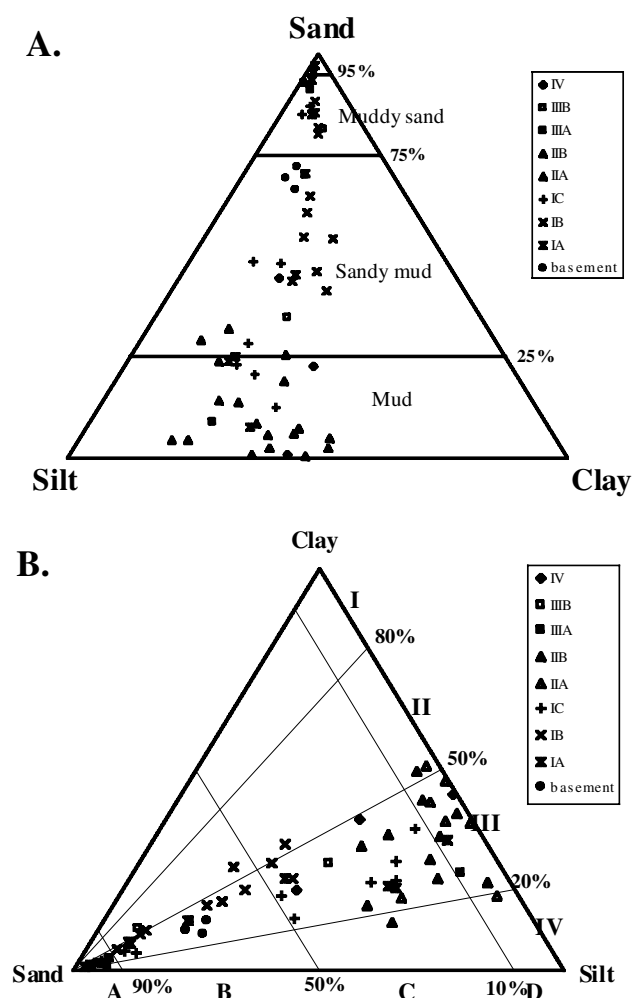 A.
Sand
95%
Muddy sand
75%
Sandy mud
25%
Mud
Silt
Clay
IV
IIIB
IIIA
IIB
IIA
IC
IB
IA
basement
B.
Clay
I
80%
II
50%
III
20%
IV
Sand
A
90%
B
50%
C
10%
D
Silt
IV
IIIB
IIIA
IIB
IIA
IC
IB
IA
basement